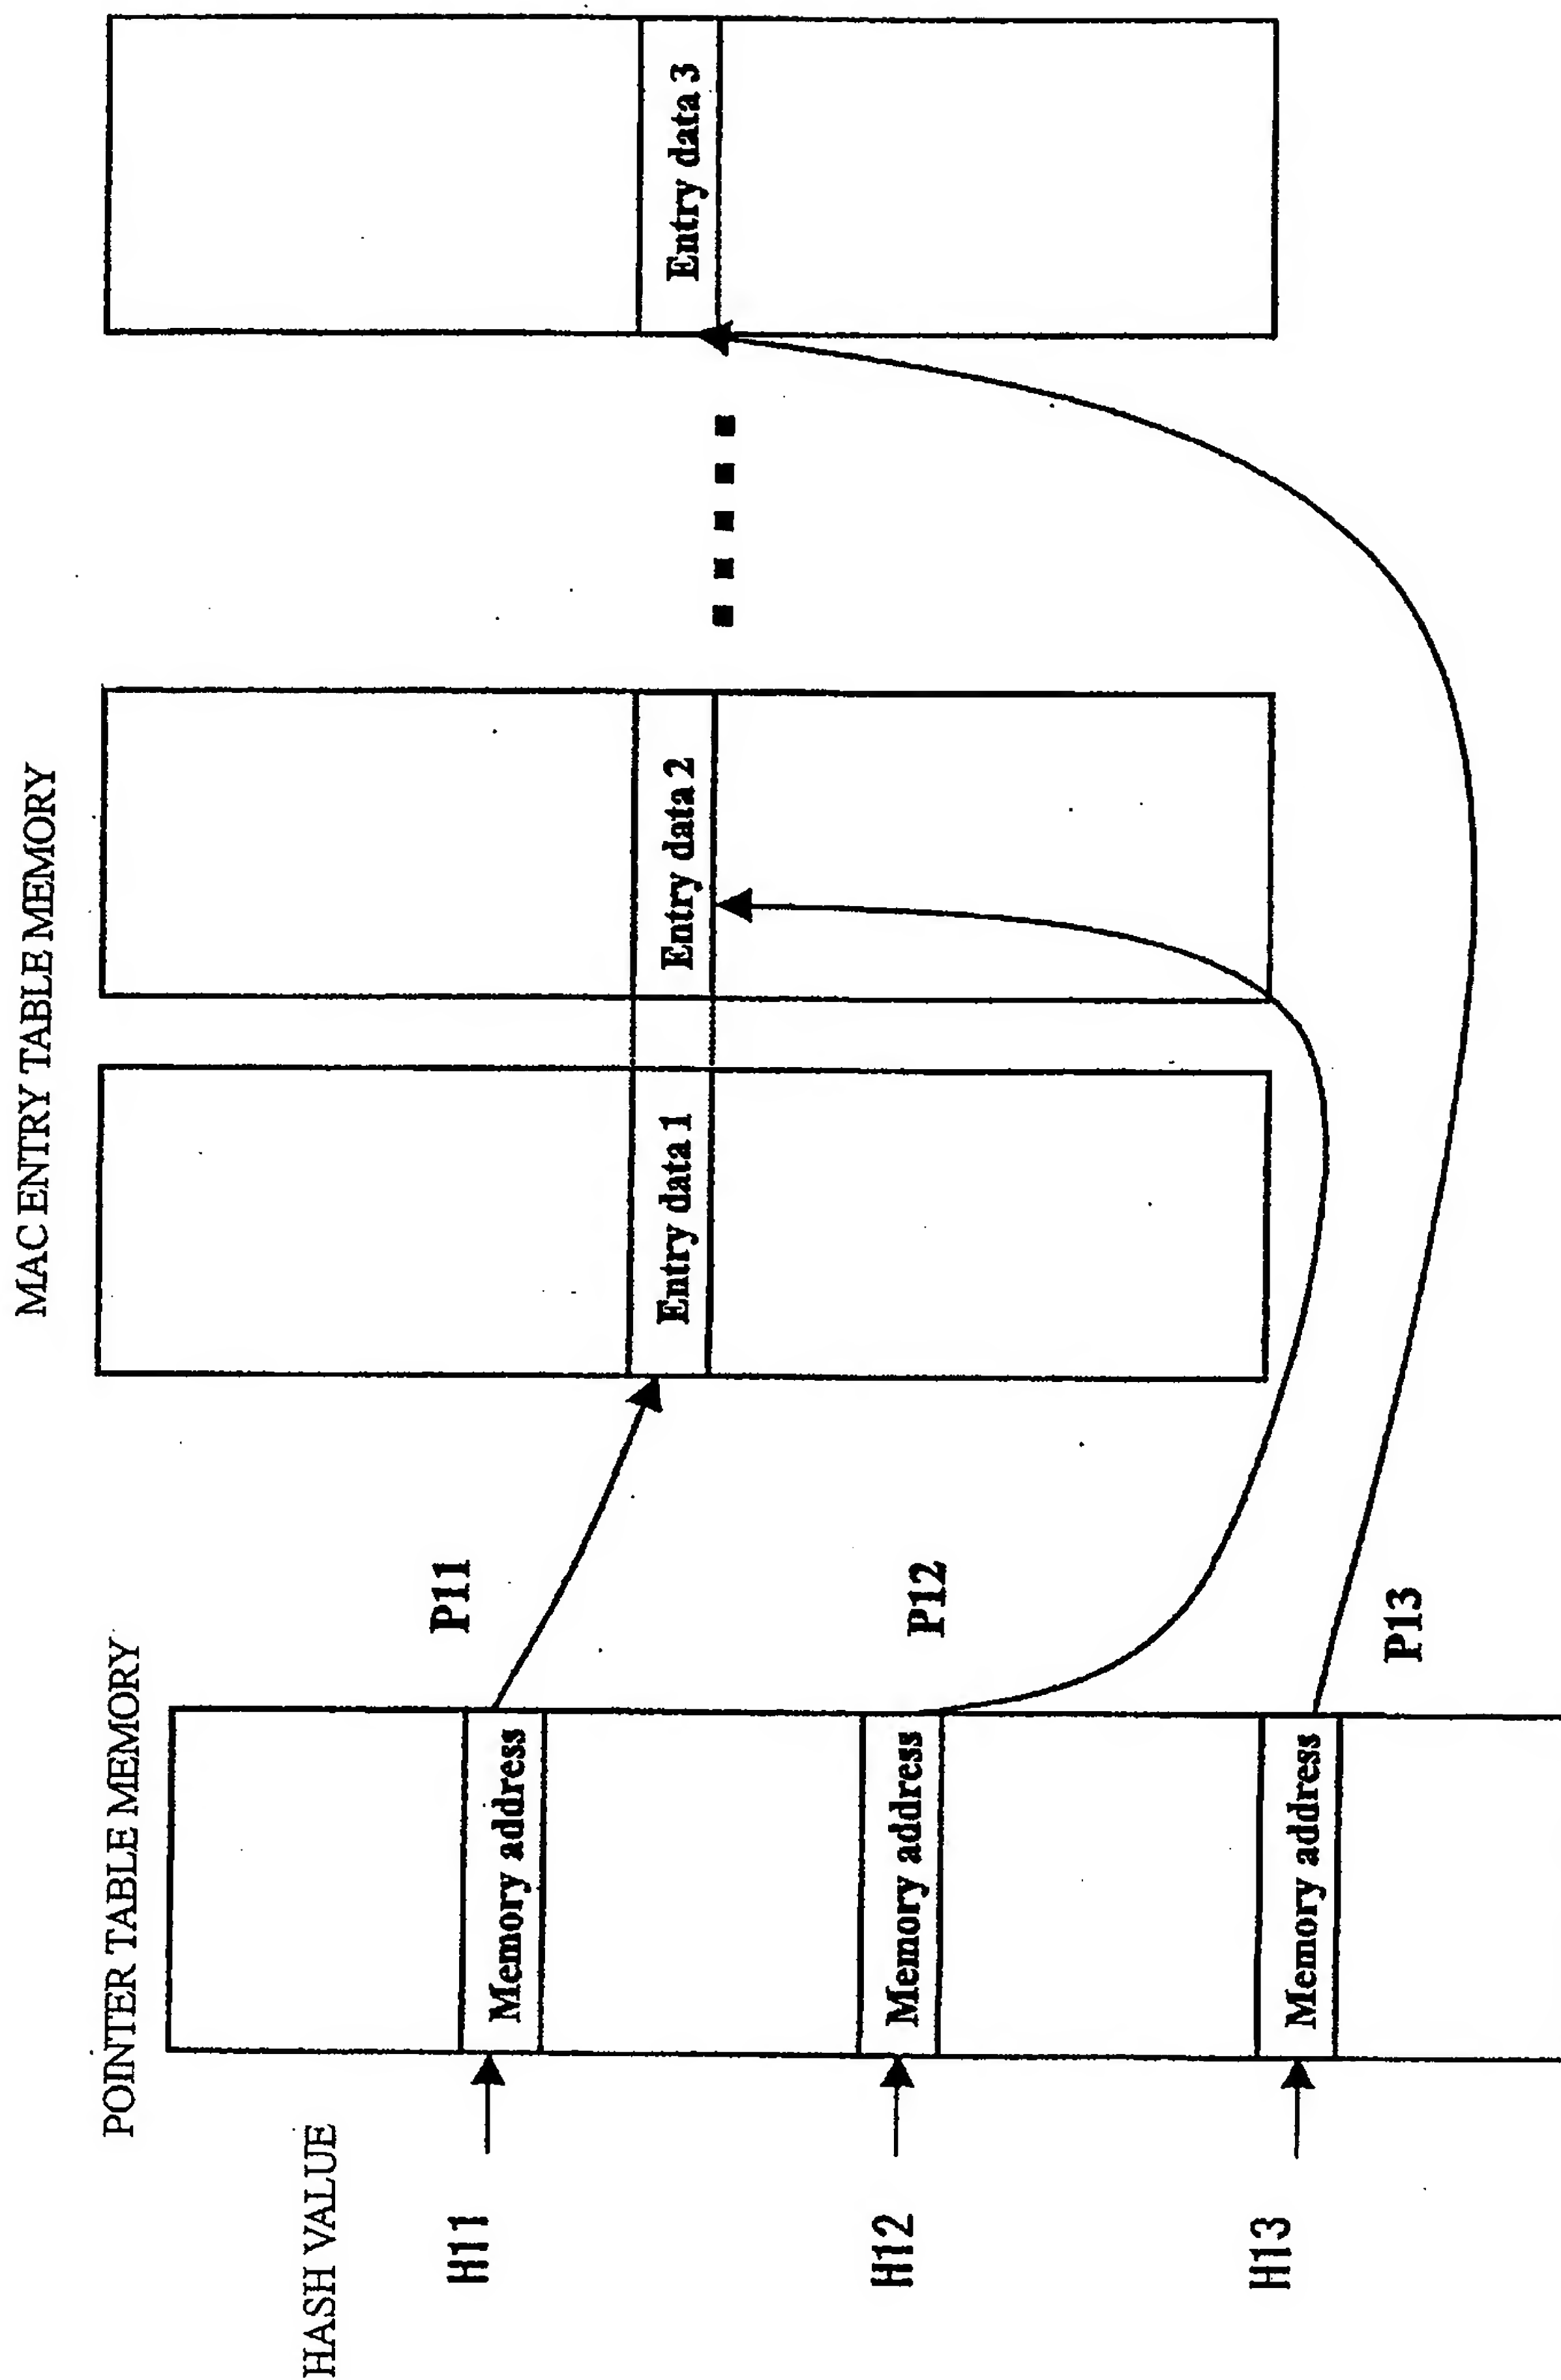 HASH VALUE
POINTER TABLE MEMORY
MAC ENTRY TABLE MEMORY
H11
Memory address
P11
Entry data 1
Entry data 2
Entry data 3
H12
Memory address
P12
H13
Memory address
P13